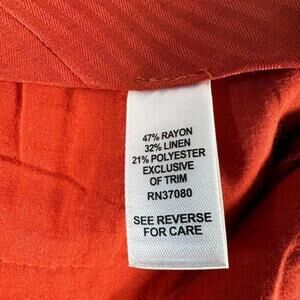 47% RAYON
32% LINEN
21% POLYESTER
EXCLUSIVE
OF TRIM
RN37080
SEE REVERSE
FOR CARE